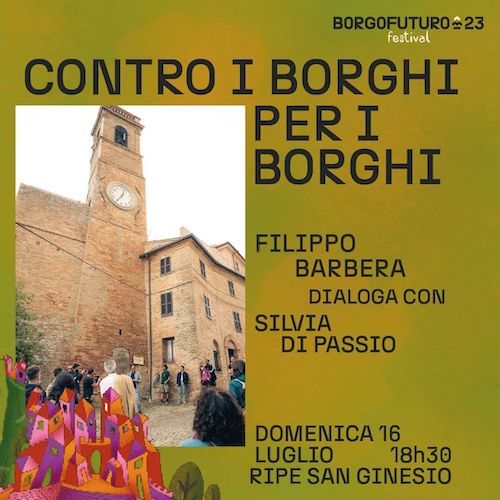 BORGOFUTURO 23
festival
CONTRO I BORGHI
PER I
BORGHI
FILIPPO
BARBERA
DIALOGA CON
SILVIA
DI PASSIO
DOMENICA 16
LUGLIO 18h30
RIPE SAN GINESIO